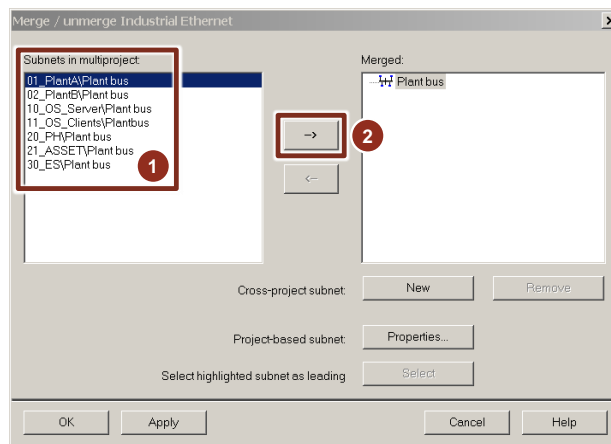 Merge / unmerge Industrial Ethernet
Subnets in multiproject:
Merged:
01_PlantA\Plant bus
02_PlantB\Plant bus
10_OS_Server\Plant bus
11_OS_Clients\Plantbus
20_PH\Plant bus
21_ASSET\Plant bus
30_ES\Plant bus
1
Plant bus
-->
2
<--
Cross-project subnet:
New
Remove
Project-based subnet:
Properties...
Select highlighted subnet as leading
Select
OK
Apply
Cancel
Help